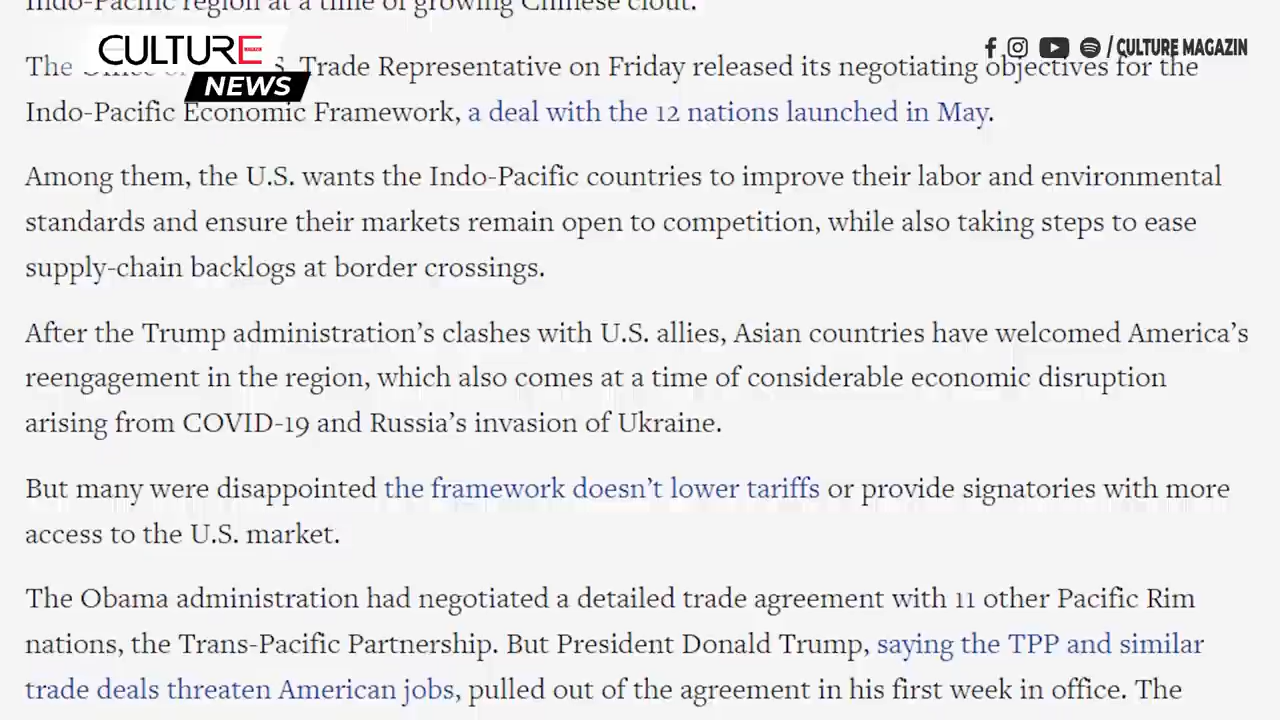 Indo-Pacific region at a time of growing Chinese clout.
CULTURE
NEWS
/ CULTURE MAGAZIN
The S. Trade Representative on Friday released its negotiating objectives for the
Indo-Pacific Economic Framework, a deal with the 12 nations launched in May.
Among them, the U.S. wants the Indo-Pacific countries to improve their labor and environmental
standards and ensure their markets remain open to competition, while also taking steps to ease
supply-chain backlogs at border crossings.
After the Trump administration’s clashes with U.S. allies, Asian countries have welcomed America’s
reengagement in the region, which also comes at a time of considerable economic disruption
arising from COVID-19 and Russia’s invasion of Ukraine.
But many were disappointed the framework doesn’t lower tariffs or provide signatories with more
access to the U.S. market.
The Obama administration had negotiated a detailed trade agreement with 11 other Pacific Rim
nations, the Trans-Pacific Partnership. But President Donald Trump, saying the TPP and similar
trade deals threaten American jobs, pulled out of the agreement in his first week in office. The